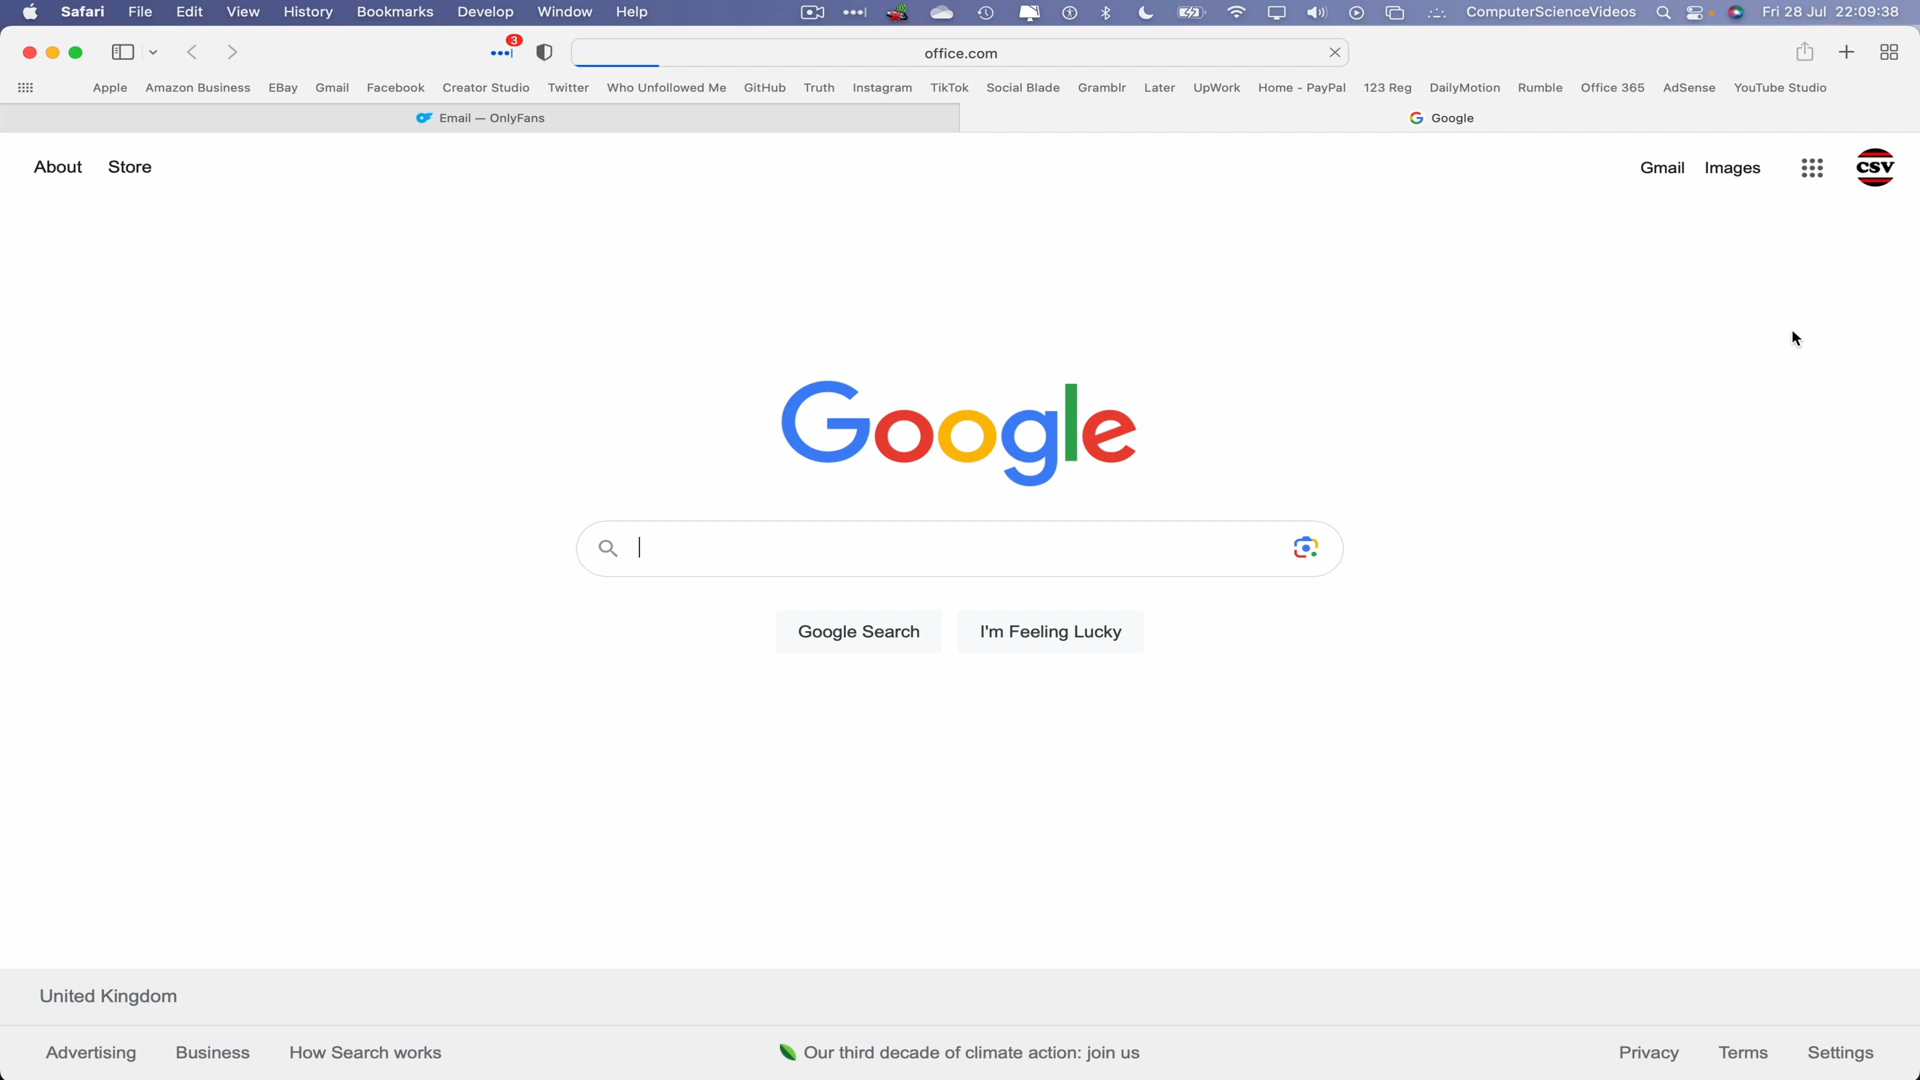 Safari File Edit View History Bookmarks Develop Window Help ComputerScienceVideos Fri 28 Jul 22:09:38
3 office.com
Apple Amazon Business EBay Gmail Facebook Creator Studio Twitter Who Unfollowed Me GitHub Truth Instagram TikTok Social Blade Gramblr Later UpWork Home - PayPal 123 Reg DailyMotion Rumble Office 365 AdSense YouTube Studio
Email — OnlyFans Google
About Store Gmail Images CSV
Google
Google Search I'm Feeling Lucky
United Kingdom
Advertising Business How Search works Our third decade of climate action: join us Privacy Terms Settings